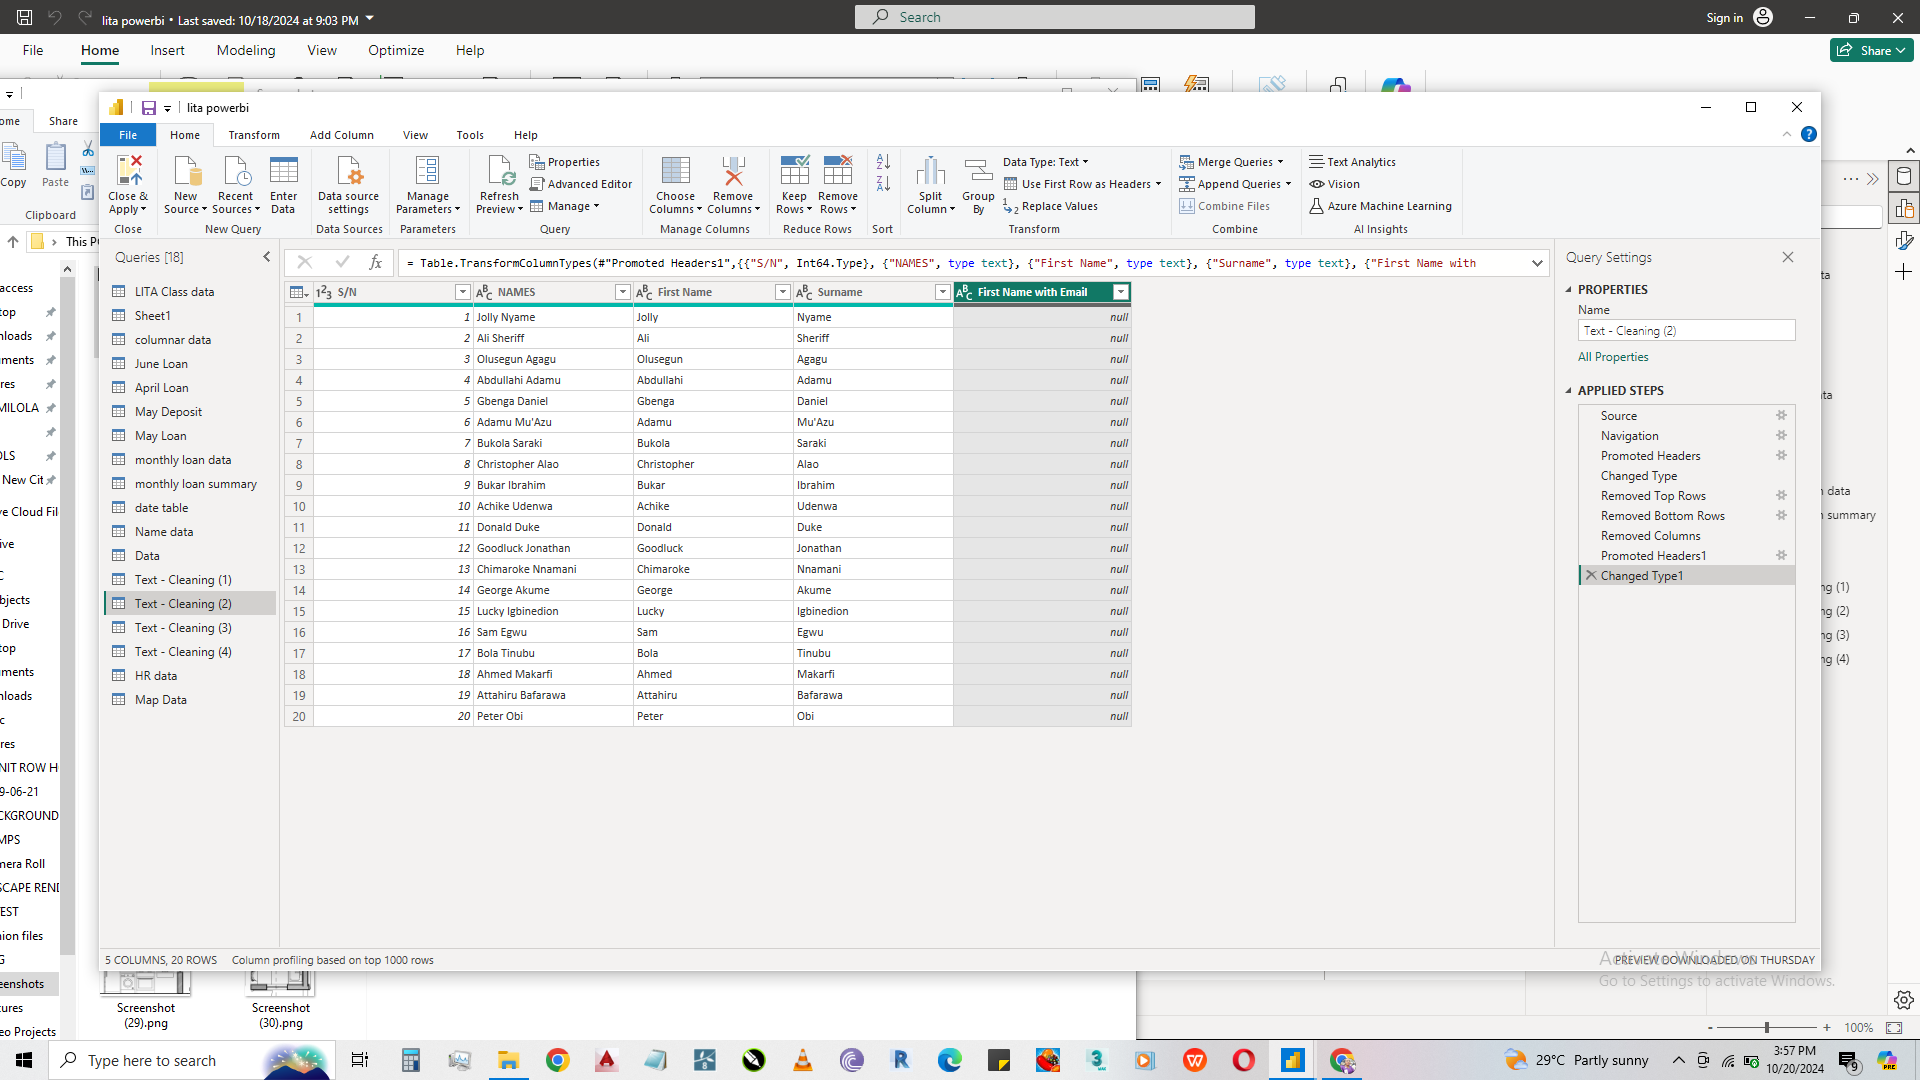 lita powerbi • Last saved: 10/18/2024 at 9:03 PM
Search
Sign in
File Home Insert Modeling View Optimize Help
Share
lita powerbi
Share
File Home Transform Add Column View Tools Help
Copy
Paste
Clipboard
Close & Apply
New Source
Recent Sources
Enter Data
Data source settings
Manage Parameters
Refresh Preview
Properties
Advanced Editor
Manage
Choose Columns
Remove Columns
Keep Rows
Remove Rows
Split Column
Group By
Data Type: Text
Use First Row as Headers
Replace Values
Merge Queries
Append Queries
Combine Files
Text Analytics
Vision
Azure Machine Learning
Close New Query Data Sources Parameters Query Manage Columns Reduce Rows Sort Transform Combine AI Insights
Queries [18]
LITA Class data
Sheet1
columnar data
June Loan
April Loan
May Deposit
May Loan
monthly loan data
monthly loan summary
date table
Name data
Data
Text - Cleaning (1)
Text - Cleaning (2)
Text - Cleaning (3)
Text - Cleaning (4)
HR data
Map Data
= Table.TransformColumnTypes(#"Promoted Headers1",{{"S/N", Int64.Type}, {"NAMES", type text}, {"First Name", type text}, {"Surname", type text}, {"First Name with
S/N NAMES First Name Surname First Name with Email
1 1 Jolly Nyame Jolly Nyame null
2 2 Ali Sheriff Ali Sheriff null
3 3 Olusegun Agagu Olusegun Agagu null
4 4 Abdullahi Adamu Abdullahi Adamu null
5 5 Gbenga Daniel Gbenga Daniel null
6 6 Adamu Mu'Azu Adamu Mu'Azu null
7 7 Bukola Saraki Bukola Saraki null
8 8 Christopher Alao Christopher Alao null
9 9 Bukar Ibrahim Bukar Ibrahim null
10 10 Achike Udenwa Achike Udenwa null
11 11 Donald Duke Donald Duke null
12 12 Goodluck Jonathan Goodluck Jonathan null
13 13 Chimaroke Nnamani Chimaroke Nnamani null
14 14 George Akume George Akume null
15 15 Lucky Igbinedion Lucky Igbinedion null
16 16 Sam Egwu Sam Egwu null
17 17 Bola Tinubu Bola Tinubu null
18 18 Ahmed Makarfi Ahmed Makarfi null
19 19 Attahiru Bafarawa Attahiru Bafarawa null
20 20 Peter Obi Peter Obi null
Query Settings
PROPERTIES
Name
Text - Cleaning (2)
All Properties
APPLIED STEPS
Source
Navigation
Promoted Headers
Changed Type
Removed Top Rows
Removed Bottom Rows
Removed Columns
Promoted Headers1
Changed Type1
5 COLUMNS, 20 ROWS Column profiling based on top 1000 rows
PREVIEW DOWNLOADED ON THURSDAY
Activate Windows
Go to Settings to activate Windows.
Screenshot (29).png
Screenshot (30).png
100%
Type here to search
29°C Partly sunny
3:57 PM
10/20/2024